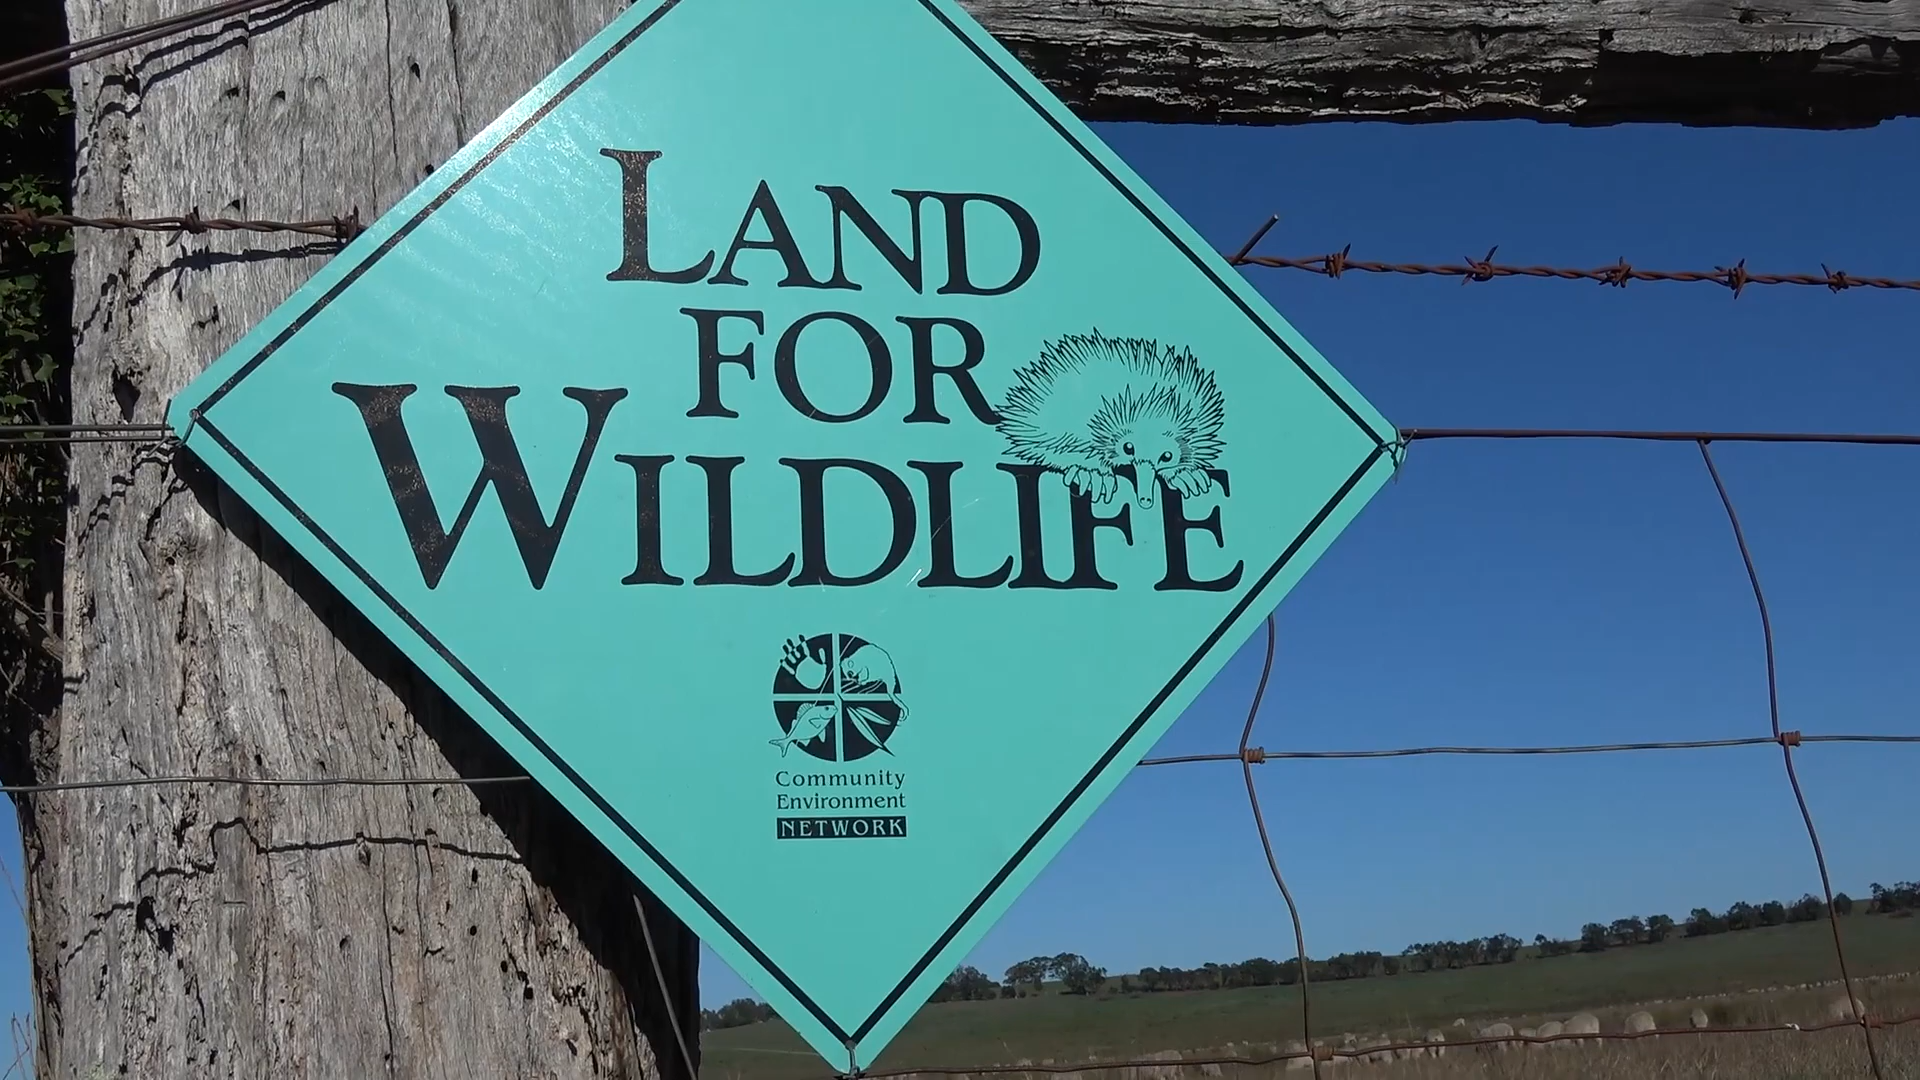 LAND
FOR
WILDLIFE
Community
Environment
NETWORK